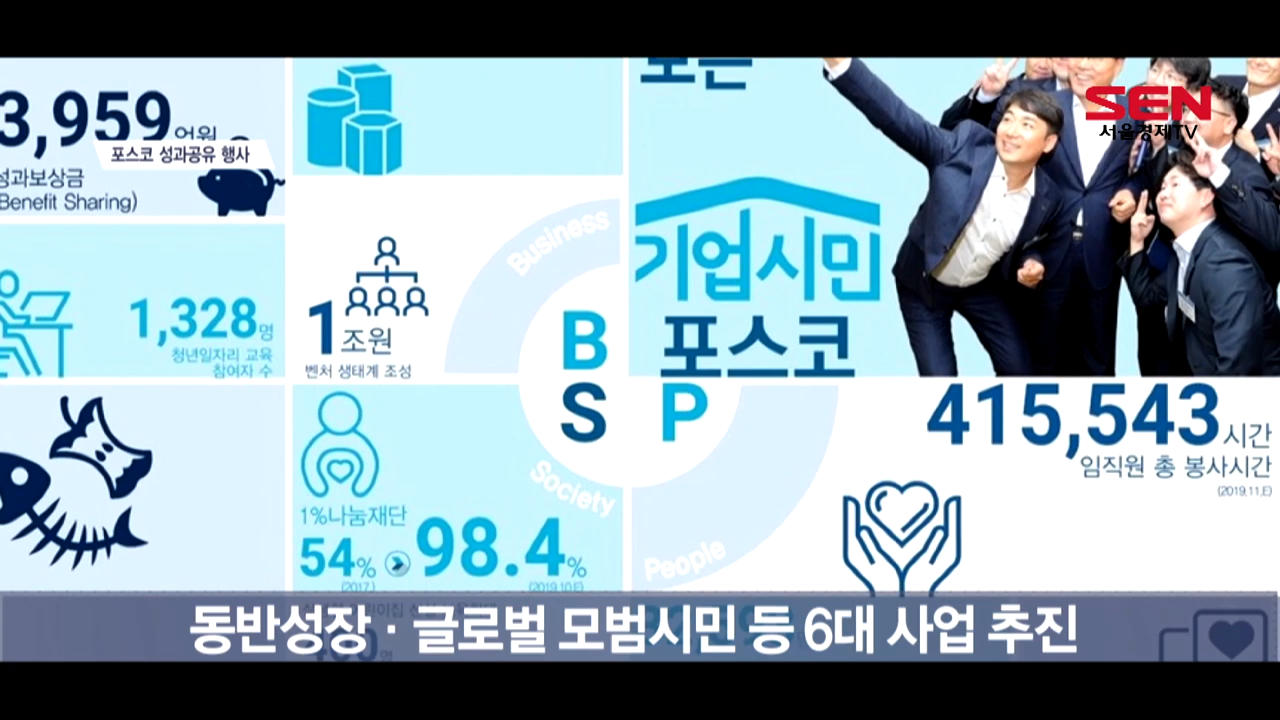 SEN
서울경제TV
3,959억원
포스코 성과공유 행사
성과보상금
Benefit Sharing)
1,328명
청년일자리 교육
참여자 수
1조원
벤처 생태계 조성
Business
B
S P
Society
People
기업시민
포스코
415,543시간
임직원 총 봉사시간
(2019.11,E)
1%나눔재단
54% 98.4%
(2017.) (2019.10.E)
동반성장 · 글로벌 모범시민 등 6대 사업 추진